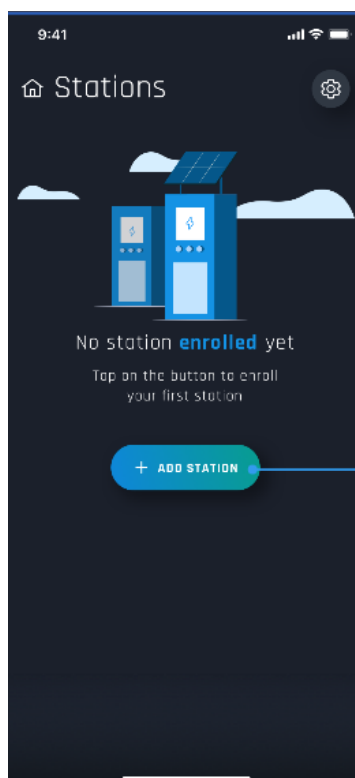 9:41
Stations
No station enrolled yet
Tap on the button to enroll
your first station
+ ADD STATION